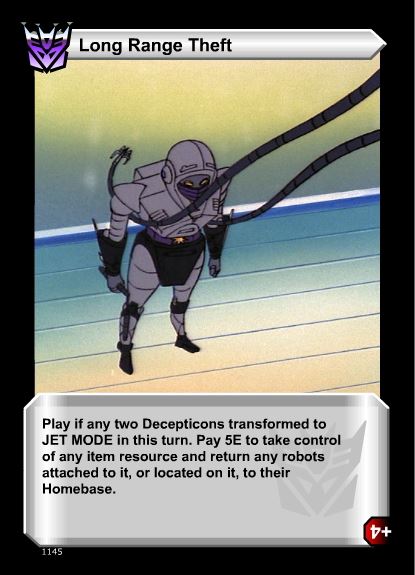 Long Range Theft
Play if any two Decepticons transformed to
JET MODE in this turn. Pay 5E to take control
of any item resource and return any robots
attached to it, or located on it, to their
Homebase.
+4
1145